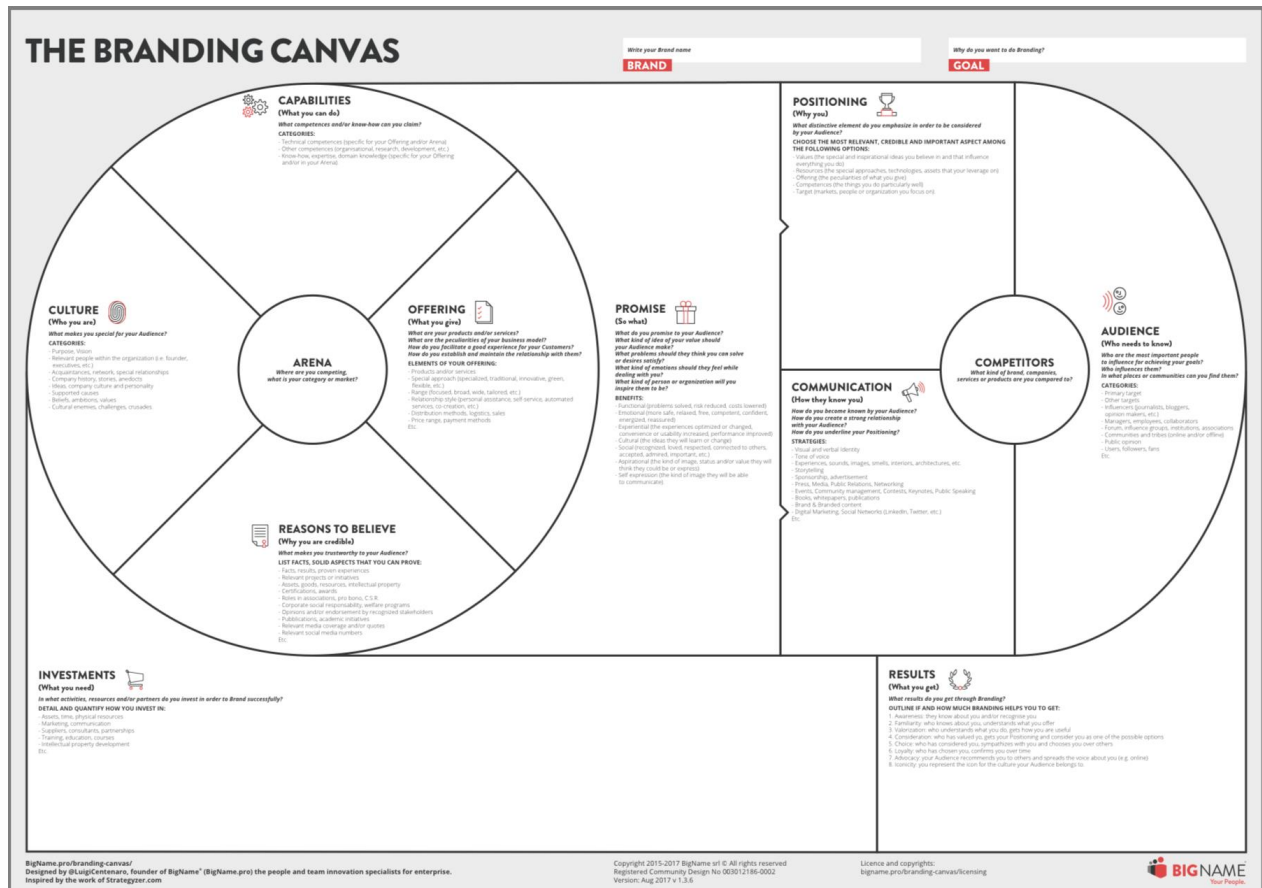 THE BRANDING CANVAS
Write your Brand name
BRAND
Why do you want to do Branding?
GOAL
CAPABILITIES
(What you can do)
What competences and/or know-how can you claim?
CATEGORIES:
- Technical competences (specific for your Offering and/or Arena)
- Other competences (organisational, research, development, etc.)
- Know-how, expertise, domain knowledge (specific for your Offering
and/or in your Arena)
CULTURE
(Who you are)
What makes you special for your Audience?
CATEGORIES:
- Purpose, Vision
- Relevant people within the organization (i.e. founder,
executives, etc.)
- Acquaintances, network, special relationships
- Company history, stories, anecdots
- Ideas, company culture and personality
- Supported causes
- Beliefs, ambitions, values
- Cultural enemies, challenges, crusades
ARENA
Where are you competing,
what is your category or market?
OFFERING
(What you give)
What are your products and/or services?
What are the peculiarities of your business model?
How do you facilitate a good experience for your Customers?
How do you establish and maintain the relationship with them?
ELEMENTS OF YOUR OFFERING:
- Products and/or services
- Special approach (specialized, traditional, innovative, green,
flexible, etc.)
- Range (focused, broad, wide, tailored, etc.)
- Relationship style (personal assistance, self service, automated
services, co-creation, etc.)
- Distribution methods, logistics, sales
- Price range, payment methods
Etc.
REASONS TO BELIEVE
(Why you are credible)
What makes you trustworthy to your Audience?
LIST FACTS, SOLID ASPECTS THAT YOU CAN PROVE:
- Facts, results, proven experiences
- Relevant projects or initiatives
- Assets, goods, resources, intellectual property
- Certifications, awards
- Roles in associations, pro bono, C.S.R.
- Corporate social responsability, welfare programs
- Opinions and/or endorsement by recognized stakeholders
- Pubblications, academic initiatives
- Relevant media coverage and/or quotes
- Relevant social media numbers
Etc.
PROMISE
(So what)
What do you promise to your Audience?
What kind of idea of your value should
your Audience make?
What problems should they think you can solve
or desires satisfy?
What kind of emotions should they feel while
dealing with you?
What kind of person or organization will you
inspire them to be?
BENEFITS:
- Functional (problems solved, risk reduced, costs lowered)
- Emotional (more safe, relaxed, free, competent, confident,
energized, reassured)
- Experiential (the experiences optimized or changed,
convenience or usability increased, performance improved)
- Cultural (the ideas they will learn or change)
- Social (recognized, loved, respected, connected to others,
accepted, admired, important, etc.)
- Aspirational (the kind of image, status and/or value they will
think they could be or express)
- Self expression (the kind of image they will be able
to communicate).
POSITIONING
(Why you)
What distinctive element do you emphasize in order to be considered
by your Audience?
CHOOSE THE MOST RELEVANT, CREDIBLE AND IMPORTANT ASPECT AMONG
THE FOLLOWING OPTIONS:
- Values (the special and inspirational ideas you believe in and that influence
everything you do)
- Resources (the special approaches, technologies, assets that your leverage on)
- Offering (the peculiarities of what you give)
- Competences (the things you do particularly well)
- Target (markets, people or organization you focus on)
COMMUNICATION
(How they know you)
How do you become known by your Audience?
How do you create a strong relationship
with your Audience?
How do you underline your Positioning?
STRATEGIES:
- Visual and verbal identity
- Tone of voice
- Experiences, sounds, images, smells, interiors, architectures, etc.
- Storytelling
- Sponsorship, advertisement
- Press, Media, Public Relations, Networking
- Events, Community management, Contests, Keynotes, Public Speaking
- Books, whitepapers, publications
- Brand & Branded content
- Digital Marketing, Social Networks (LinkedIn, Twitter, etc.)
Etc.
COMPETITORS
What kind of brand, companies,
services or products are you compared to?
AUDIENCE
(Who needs to know)
Who are the most important people
to influence for achieving your goals?
Who influences them?
In what places or communities can you find them?
CATEGORIES:
- Primary target
- Other targets
- Influencers (journalists, bloggers,
opinion makers, etc.)
- Managers, employees, collaborators
- Forum, influence groups, institutions, associations
- Communities and tribes (online and/or offline)
- Public opinion
- Users, followers, fans
Etc.
INVESTMENTS
(What you need)
In what activities, resources and/or partners do you invest in order to Brand successfully?
DETAIL AND QUANTIFY HOW YOU INVEST IN:
- Assets, time, physical resources
- Marketing, communication
- Suppliers, consultants, partnerships
- Training, education, courses
- Intellectual property development
Etc.
RESULTS
(What you get)
What results do you get through Branding?
OUTLINE IF AND HOW MUCH BRANDING HELPS YOU TO GET:
1. Awareness: they know about you and/or recognise you
2. Familiarity: who knows about you, understands what you offer
3. Valorization: who understands what you do, gets how you are useful
4. Consideration: who has valued yo, gets your Positioning and consider you as one of the possible options
5. Choice: who has considered you, sympathizes with you and chooses you over others
6. Loyalty: who has chosen you, confirms you over time
7. Advocacy: your Audience recommends you to others and spreads the voice about you (e.g. online)
8. Iconicity: you represent the icon for the culture your Audience belongs to.
BigName.pro/branding-canvas/
Designed by @LuigiCentenaro, founder of BigName® (BigName.pro) the people and team innovation specialists for enterprise.
Inspired by the work of Strategyzer.com
Copyright 2015-2017 BigName srl © All rights reserved
Registered Community Design No 003012186-0002
Version: Aug 2017 v 1.3.6
Licence and copyrights:
bigname.pro/branding-canvas/licensing
BIGNAME
Your People.